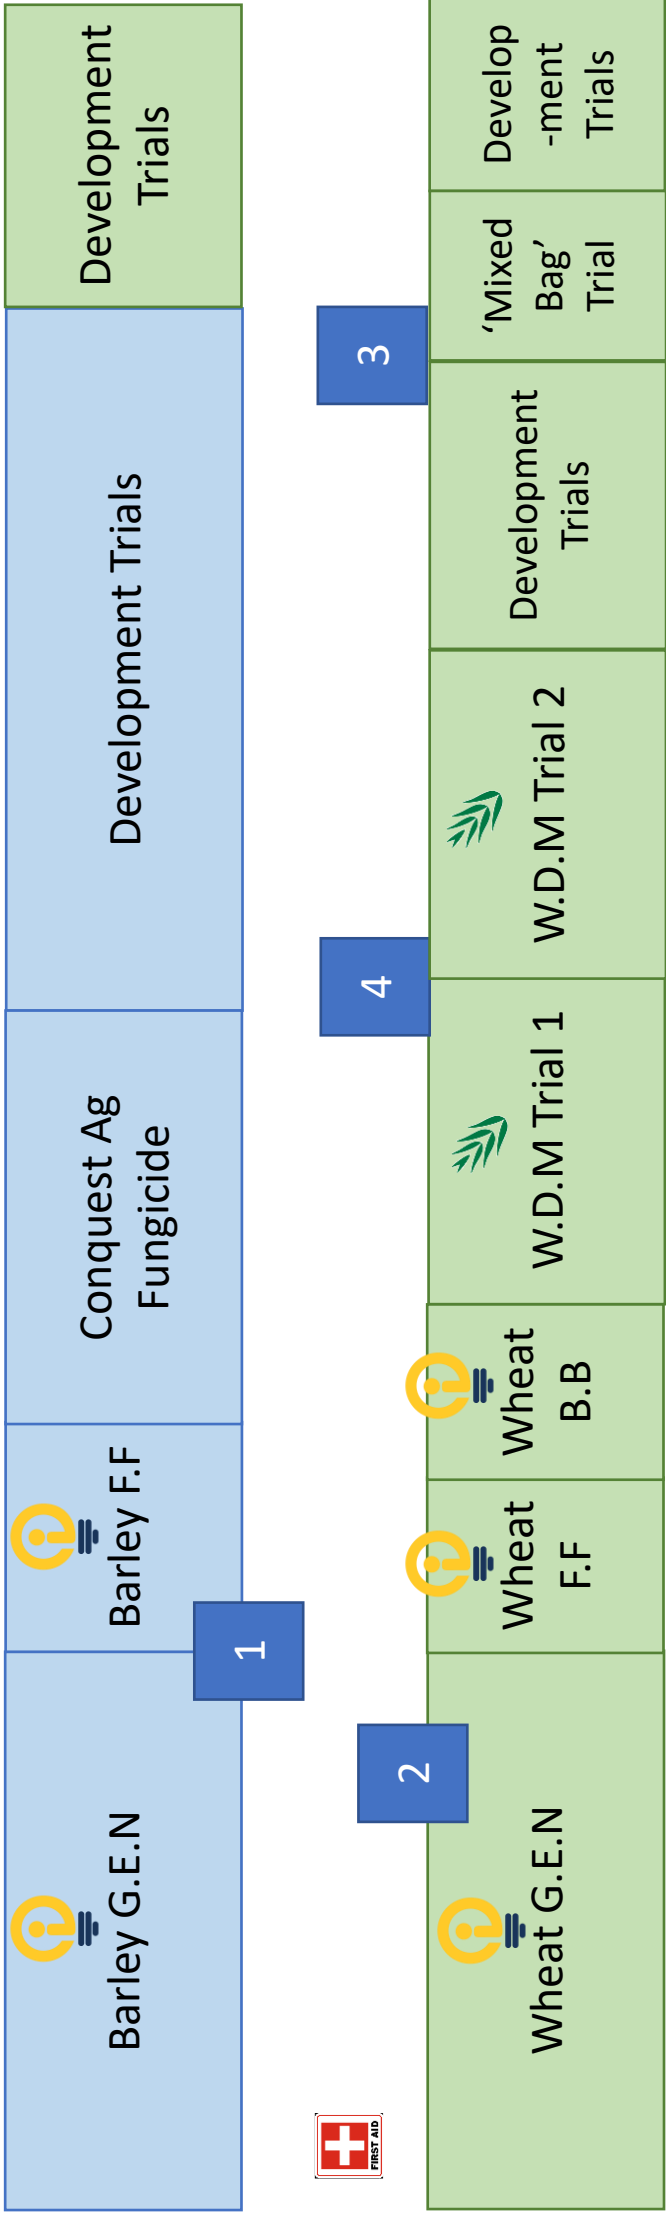 Barley G.E.N
Barley F.F
Conquest Ag
Fungicide
Development Trials
Development
Trials
1
2
4
3
FIRST AID
Wheat G.E.N
Wheat
F.F
Wheat
B.B
W.D.M Trial 1
W.D.M Trial 2
Development
Trials
‘Mixed
Bag’
Trial
Develop
-ment
Trials